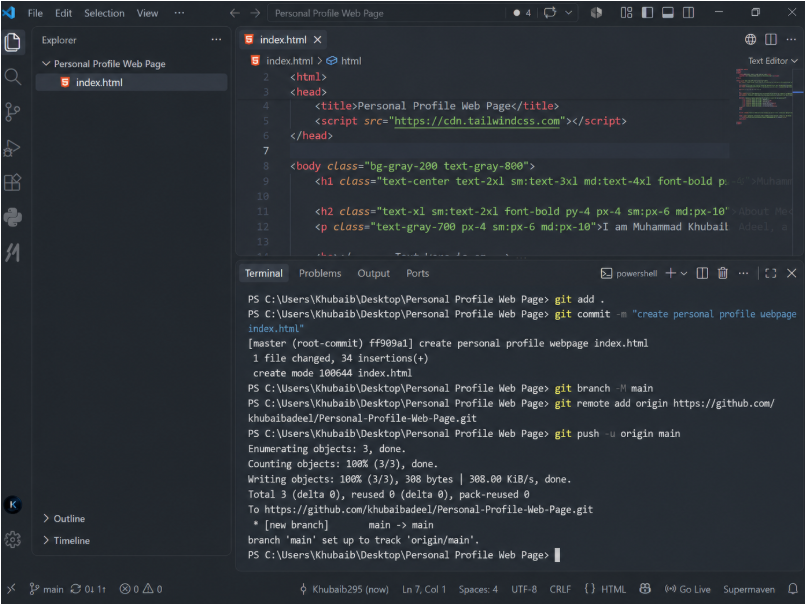 File Edit Selection View ··· Personal Profile Web Page 4
Explorer ···
Personal Profile Web Page
index.html
Outline
Timeline
index.html
index.html > html
Text Editor
2 <html>
3 <head>
4 <title>Personal Profile Web Page</title>
5 <script src="https://cdn.tailwindcss.com"></script>
6 </head>
7
8 <body class="bg-gray-200 text-gray-800">
9 <h1 class="text-center text-2xl sm:text-3xl md:text-4xl font-bold
10
11 <h2 class="text-xl sm:text-2xl font-bold py-4 px-4 sm:px-6 md:px-10"
12 <p class="text-gray-700 px-4 sm:px-6 md:px-10">I am Muhammad Khubaib Adeel, a
13
Terminal Problems Output Ports powershell
PS C:\Users\Khubaib\Desktop\Personal Profile Web Page> git add .
PS C:\Users\Khubaib\Desktop\Personal Profile Web Page> git commit -m "create personal profile webpage
index.html"
[master (root-commit) ff909a1] create personal profile webpage index.html
1 file changed, 34 insertions(+)
create mode 100644 index.html
PS C:\Users\Khubaib\Desktop\Personal Profile Web Page> git branch -M main
PS C:\Users\Khubaib\Desktop\Personal Profile Web Page> git remote add origin https://github.com/
khubaibadeel/Personal-Profile-Web-Page.git
PS C:\Users\Khubaib\Desktop\Personal Profile Web Page> git push -u origin main
Enumerating objects: 3, done.
Counting objects: 100% (3/3), done.
Writing objects: 100% (3/3), 308 bytes | 308.00 KiB/s, done.
Total 3 (delta 0), reused 0 (delta 0), pack-reused 0
To https://github.com/khubaibadeel/Personal-Profile-Web-Page.git
* [new branch] main -> main
branch 'main' set up to track 'origin/main'.
PS C:\Users\Khubaib\Desktop\Personal Profile Web Page>
K
main 0↓ 1↑ 0 0 Khubaib295 (now) Ln 7, Col 1 Spaces: 4 UTF-8 CRLF {} HTML Go Live Supermaven